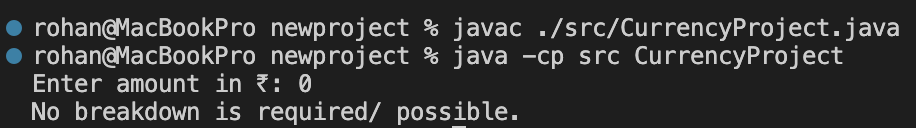 rohan@MacBookPro newproject % javac ./src/CurrencyProject.java
rohan@MacBookPro newproject % java -cp src CurrencyProject
Enter amount in ₹: 0
No breakdown is required/ possible.